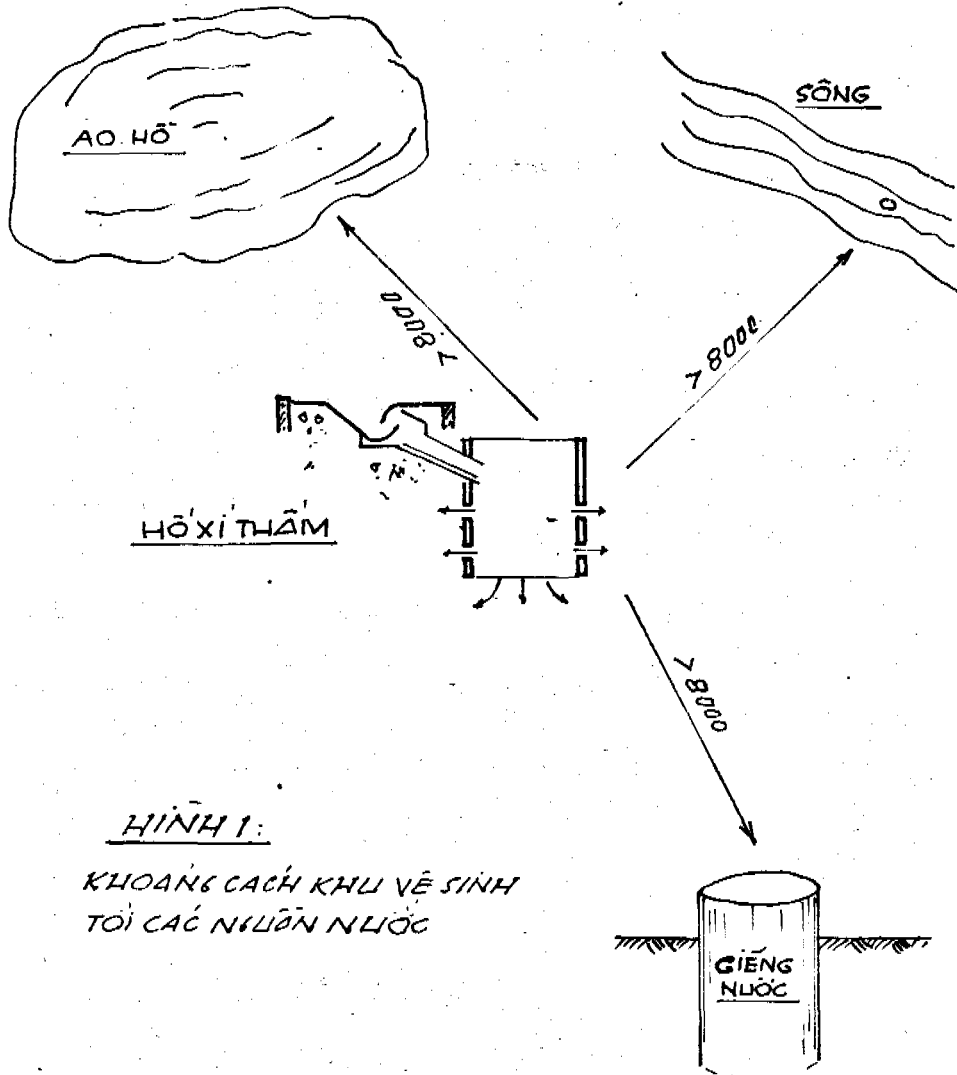 AO HỒ
SÔNG
> 8000
> 8000
HỐ XÍ THẤM
> 8000
HÌNH 1:
KHOẢNG CÁCH KHU VỆ SINH
TỚI CÁC NGUỒN NƯỚC
GIẾNG
NƯỚC